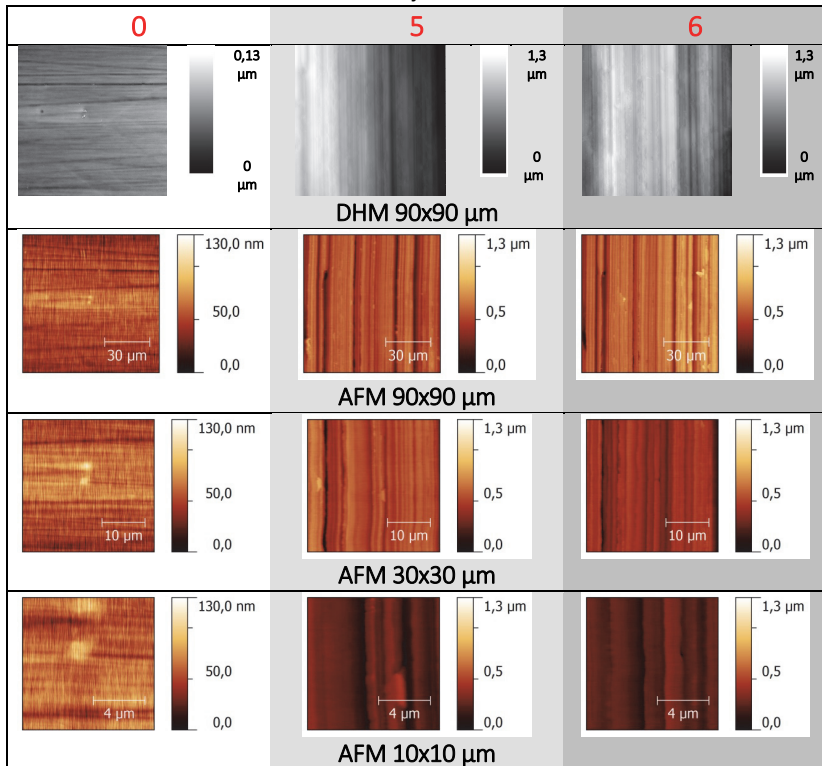 0 5 6
0,13 µm 0 µm 1,3 µm 0 µm 1,3 µm 0 µm
DHM 90x90 µm
130,0 nm 50,0 0,0 30 µm 1,3 µm 0,5 0,0 30 µm 1,3 µm 0,5 0,0 30 µm
AFM 90x90 µm
130,0 nm 50,0 0,0 10 µm 1,3 µm 0,5 0,0 10 µm 1,3 µm 0,5 0,0 10 µm
AFM 30x30 µm
130,0 nm 50,0 0,0 4 µm 1,3 µm 0,5 0,0 4 µm 1,3 µm 0,5 0,0 4 µm
AFM 10x10 µm